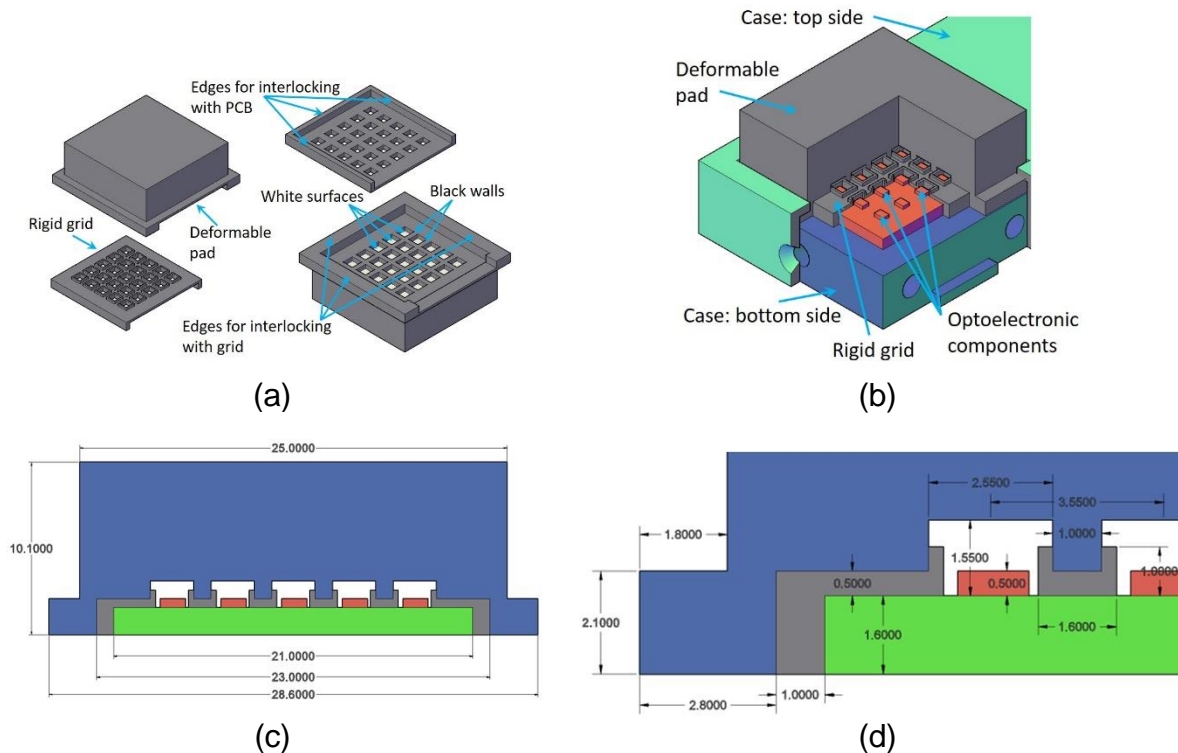 Edges for interlocking
with PCB
White surfaces
Black walls
Rigid grid
Deformable
pad
Edges for interlocking
with grid
(a)
Case: top side
Deformable
pad
Case: bottom side
Rigid grid
Optoelectronic
components
(b)
25.0000
10.1000
21.0000
23.0000
28.6000
(c)
2.5500
3.5500
1.8000
1.0000
1.5500
0.5000
0.5000
1.0000
2.1000
1.6000
1.6000
2.8000
1.0000
(d)